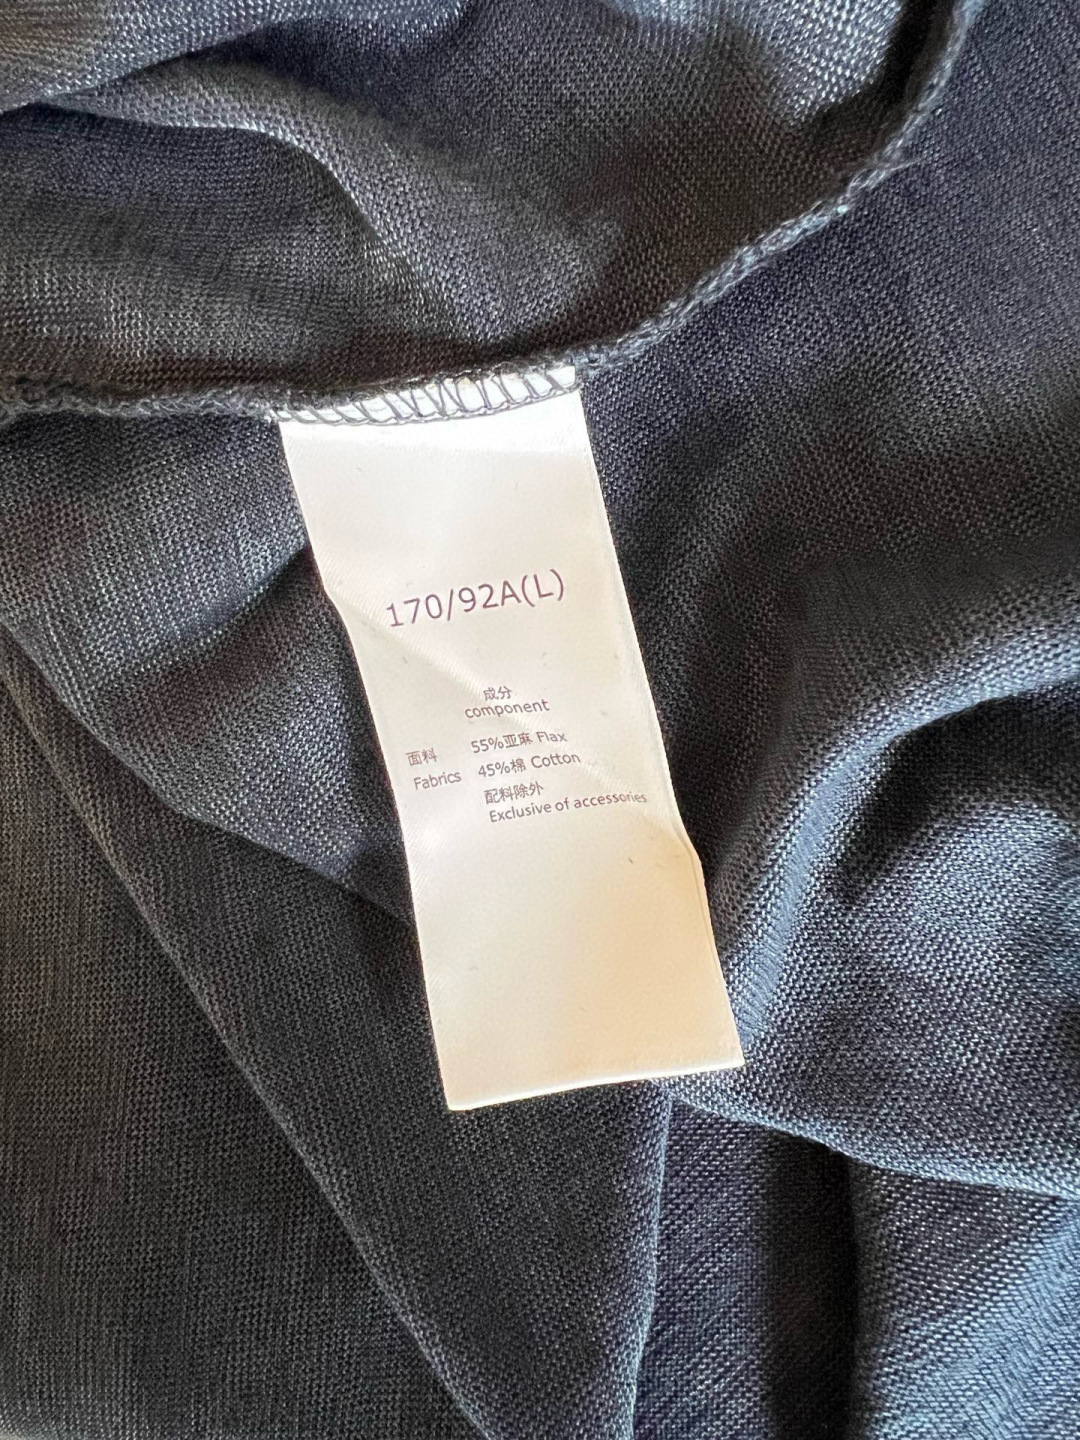 170/92A(L)
成分
component
面料
Fabrics
55%亚麻 Flax
45%棉 Cotton
配料除外
Exclusive of accessories